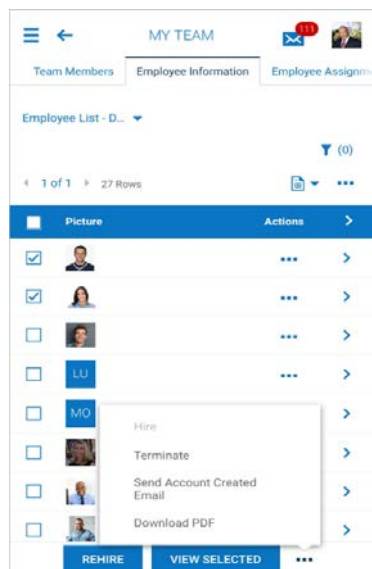 MY TEAM
111
Team Members Employee Information Employee Assignm
Employee List - D...
(0)
1 of 1 27 Rows
Picture Actions
LU
MO
Hire
Terminate
Send Account Created
Email
Download PDF
REHIRE VIEW SELECTED